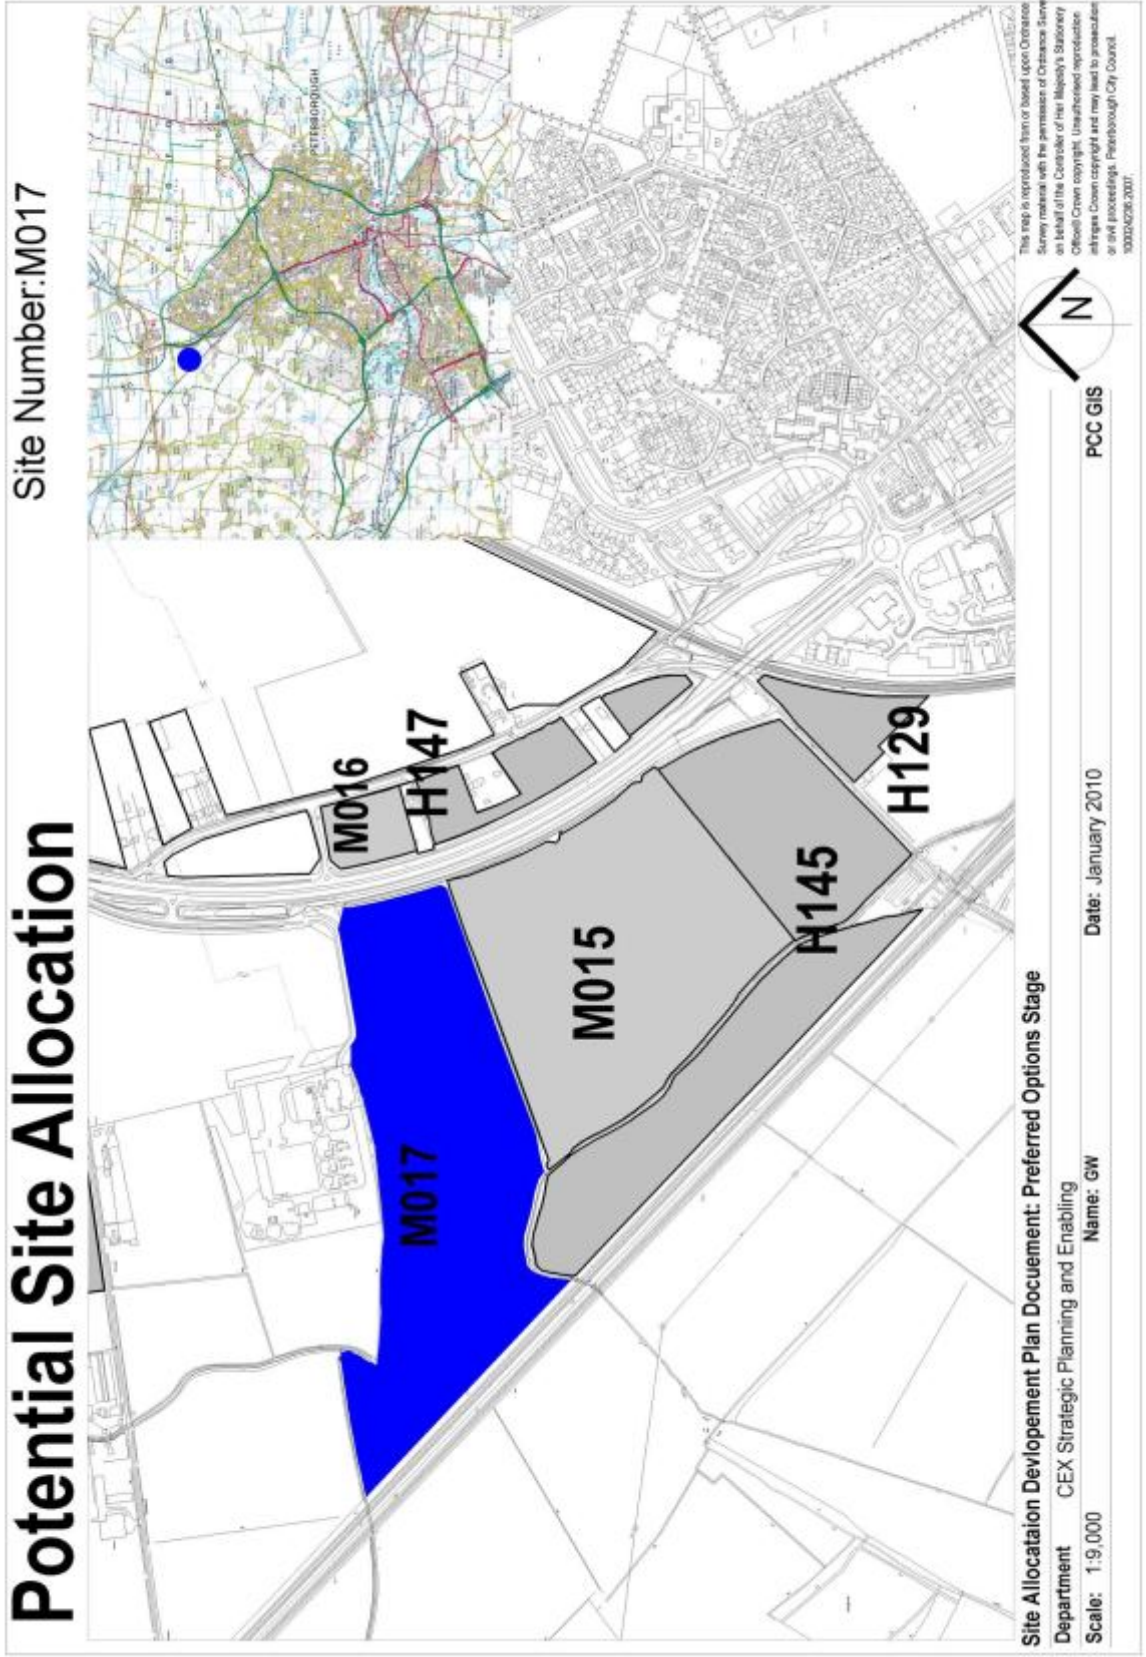 Potential Site Allocation
Site Number:M017
PETERBOROUGH
M016
H147
M017
M015
H145
H129
Site Allocataion Devlopement Plan Docuement: Preferred Options Stage
Department CEX Strategic Planning and Enabling
Scale: 1:9,000
Name: GW
Date: January 2010
PCC GIS
N
This map is reproduced from or based upon Ordnance
Survey material with the permission of Ordnance Surve
on behalf of the Controller of Her Majesty's Stationery
Office© Crown copyright. Unauthorised reproduction
infringes Crown copyright and may lead to prosecution
or civil proceedings. Peterborough City Council.
100024236.2007.